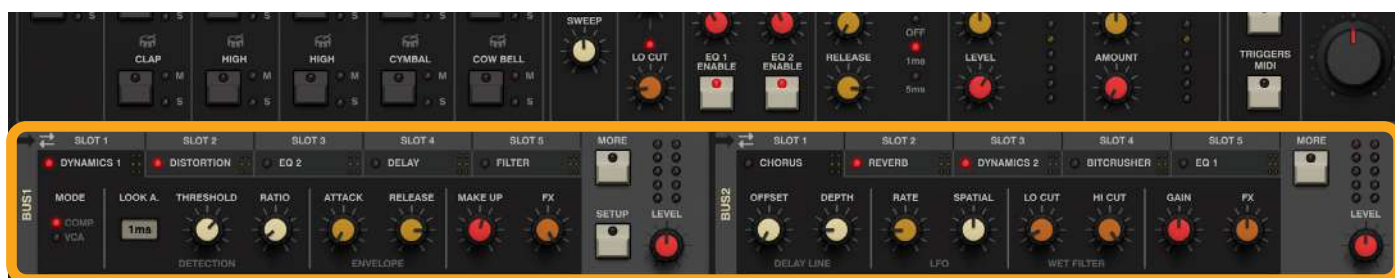 S S S S S
SWEEP
OFF
CLAP HIGH HIGH CYMBAL COW BELL
LO CUT EQ 1 ENABLE EQ 2 ENABLE RELEASE 1ms LEVEL AMOUNT TRIGGERS MIDI
M M M M M
5ms
S S S S S
BUS1
SLOT 1 SLOT 2 SLOT 3 SLOT 4 SLOT 5 MORE
DYNAMICS 1 DISTORTION EQ 2 DELAY FILTER
MODE LOOK A. THRESHOLD RATIO ATTACK RELEASE MAKE UP FX SETUP LEVEL
COMP
VCA
1ms
DETECTION ENVELOPE
BUS2
SLOT 1 SLOT 2 SLOT 3 SLOT 4 SLOT 5 MORE
CHORUS REVERB DYNAMICS 2 BITCRUSHER EQ 1
OFFSET DEPTH RATE SPATIAL LO CUT HI CUT GAIN FX LEVEL
DELAY LINE LFO WET FILTER